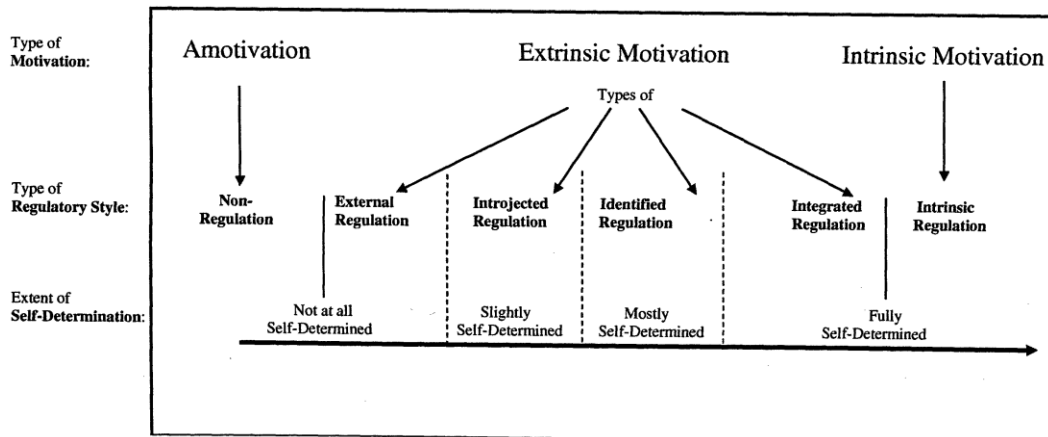 Type of
Motivation:
Amotivation
Extrinsic Motivation
Intrinsic Motivation
Types of
Type of
Regulatory Style:
Non-
Regulation
External
Regulation
Introjected
Regulation
Identified
Regulation
Integrated
Regulation
Intrinsic
Regulation
Extent of
Self-Determination:
Not at all
Self-Determined
Slightly
Self-Determined
Mostly
Self-Determined
Fully
Self-Determined